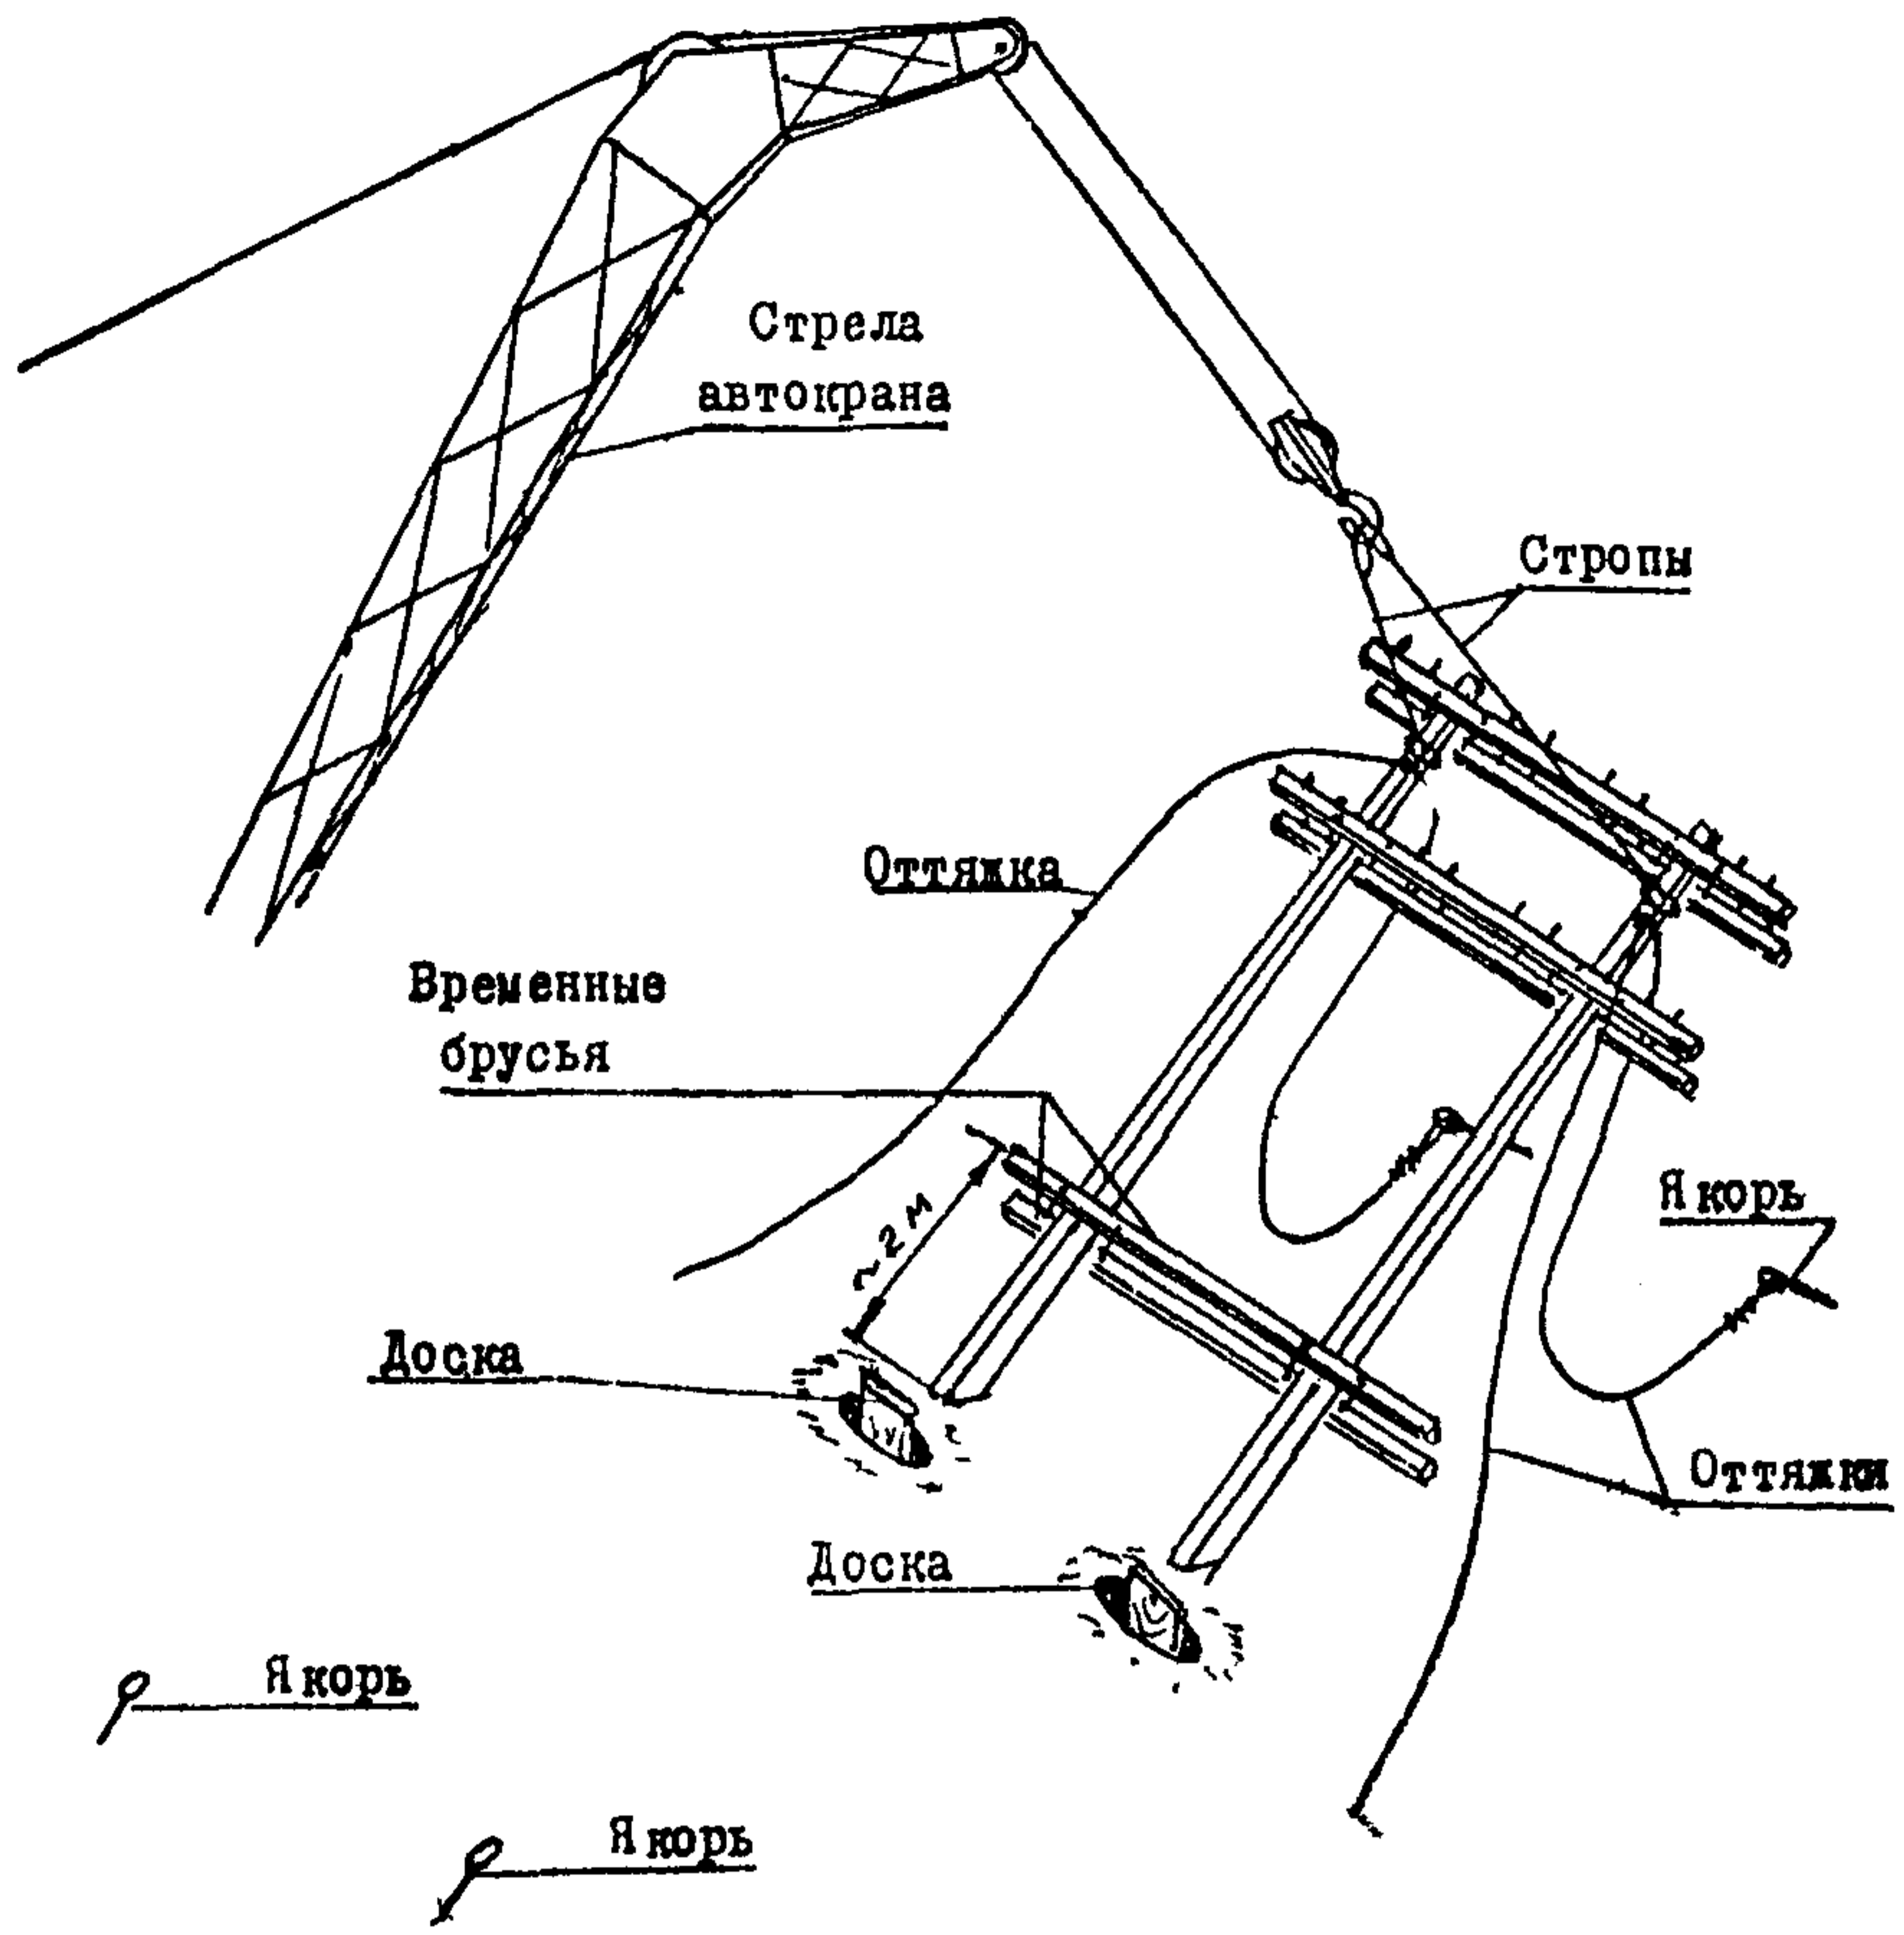 Стрела
автокрана
Стропы
Оттяжка
Временные
брусья
Якорь
~2 м
Доска
Оттяжки
Доска
Якорь
Якорь